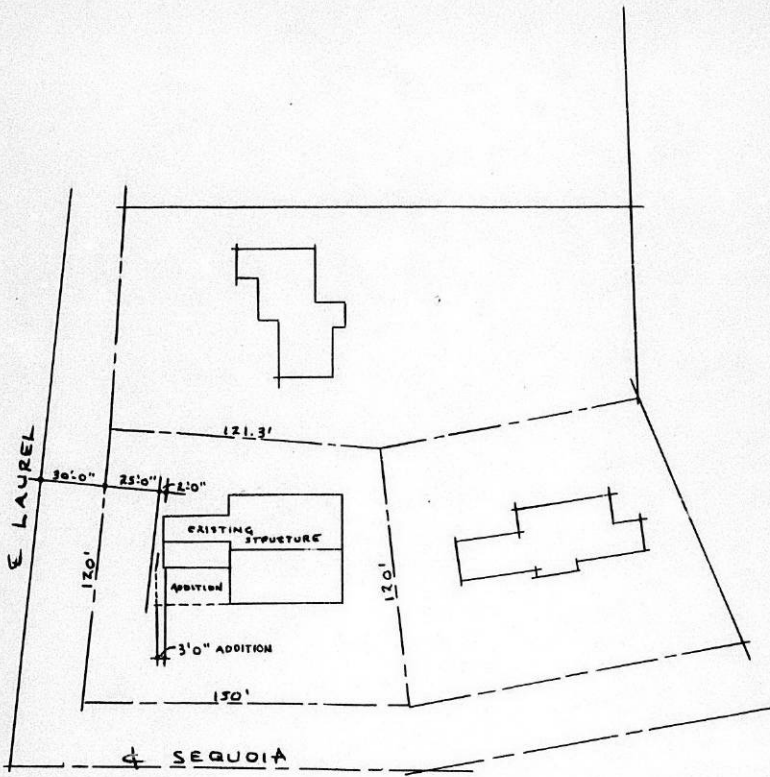 121.3'
℄ LAUREL
30'-0"
25'-0"
2'-0"
EXISTING
STRUCTURE
120'
ADDITION
120'
3'0" ADDITION
150'
℄ SEQUOIA